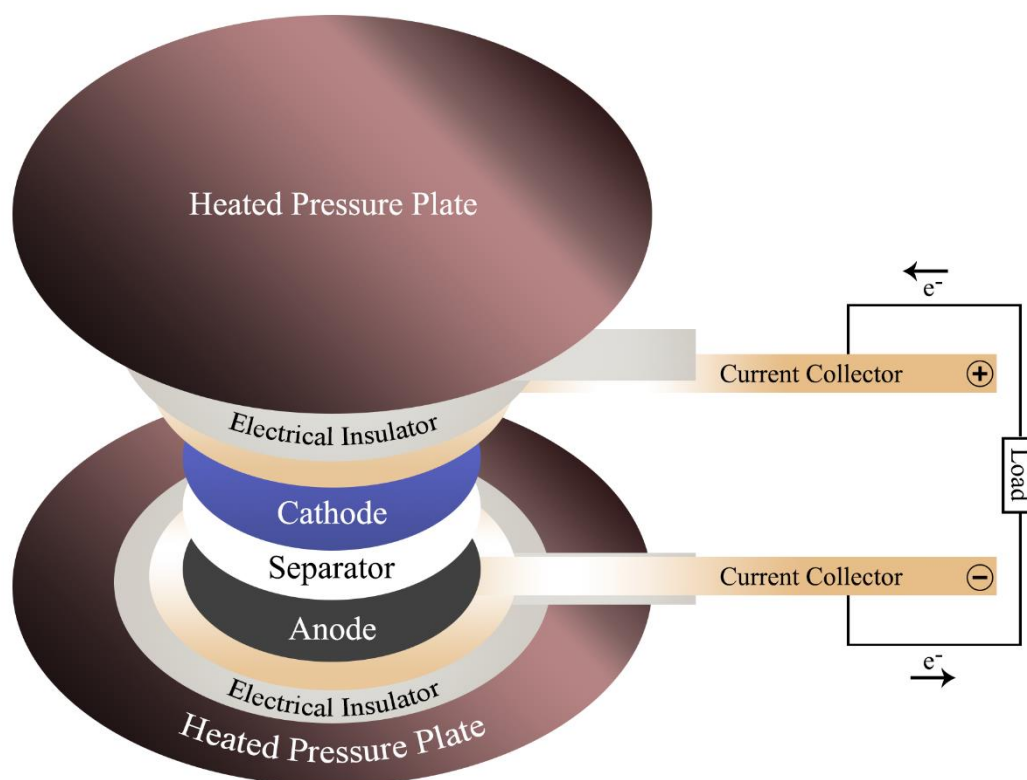 Heated Pressure Plate
e⁻
Current Collector +
Electrical Insulator
Cathode
Load
Separator
Current Collector −
Anode
e⁻
Electrical Insulator
Heated Pressure Plate